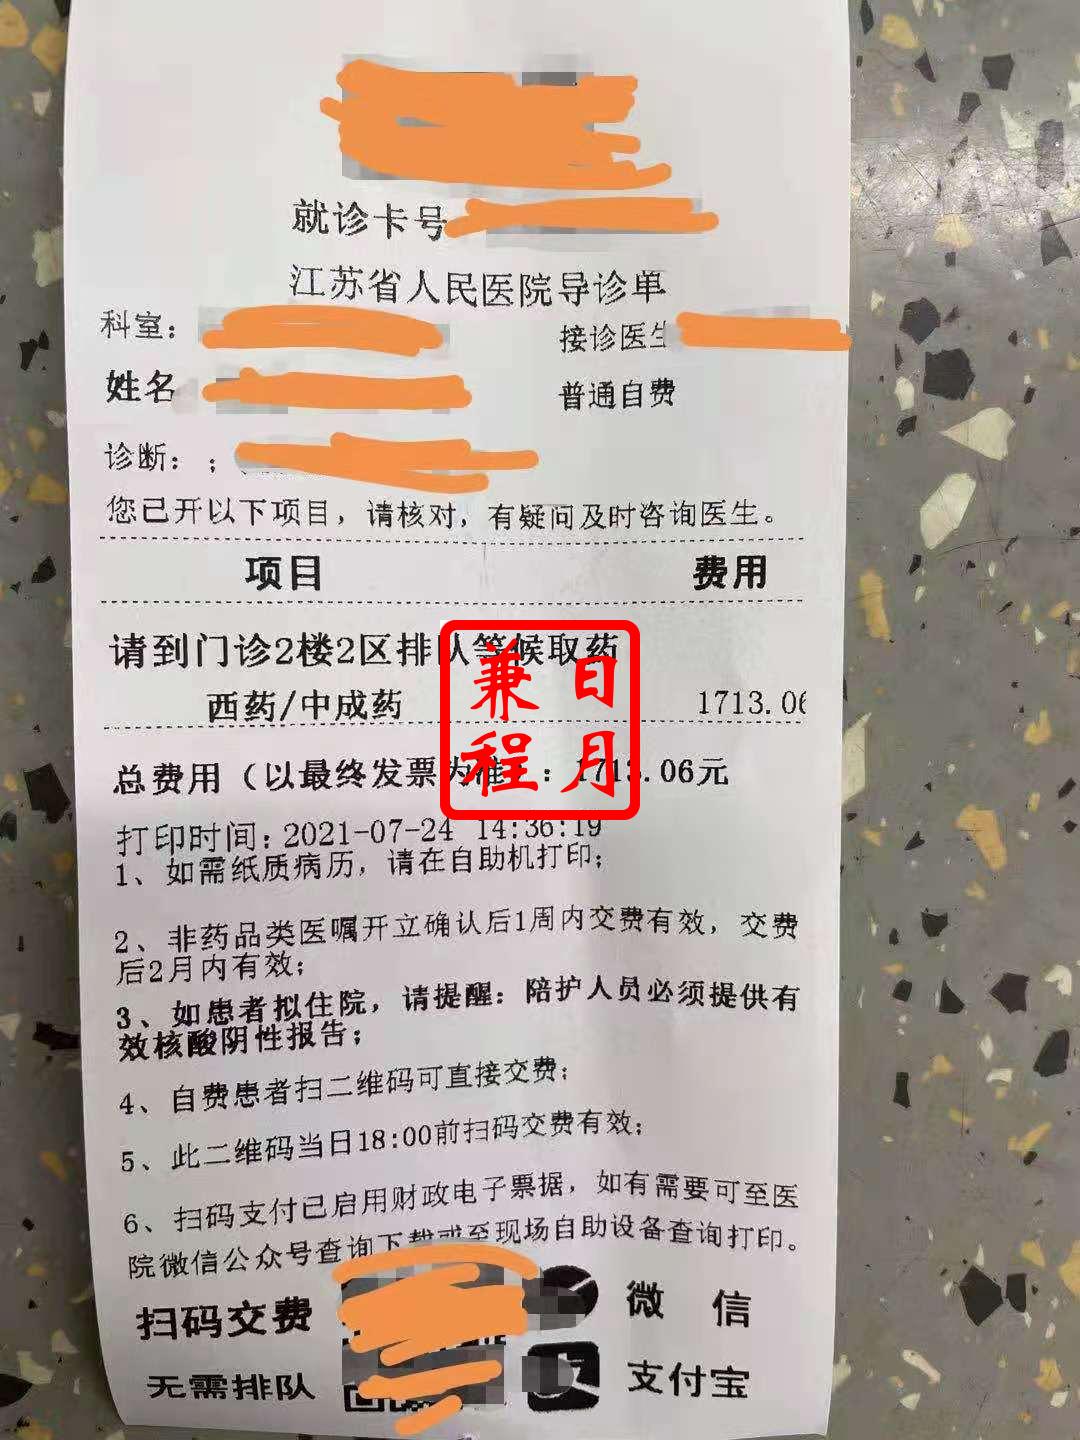 就诊卡号
江苏省人民医院导诊单
科室：
接诊医生
姓名
普通自费
诊断：；
您已开以下项目，请核对，有疑问及时咨询医生。
项目 费用
请到门诊2楼2区排队等候取药
西药/中成药 1713.06
总费用（以最终发票为准）：1713.06元
打印时间：2021-07-24 14:36:19
1、如需纸质病历，请在自助机打印；
2、非药品类医嘱开立确认后1周内交费有效，交费
后2月内有效；
3、如患者拟住院，请提醒：陪护人员必须提供有
效核酸阴性报告；
4、自费患者扫二维码可直接交费；
5、此二维码当日18:00前扫码交费有效；
6、扫码支付已启用财政电子票据，如有需要可至医
院微信公众号查询下载或至现场自助设备查询打印。
扫码交费 微信
无需排队 支付宝
日月
兼程